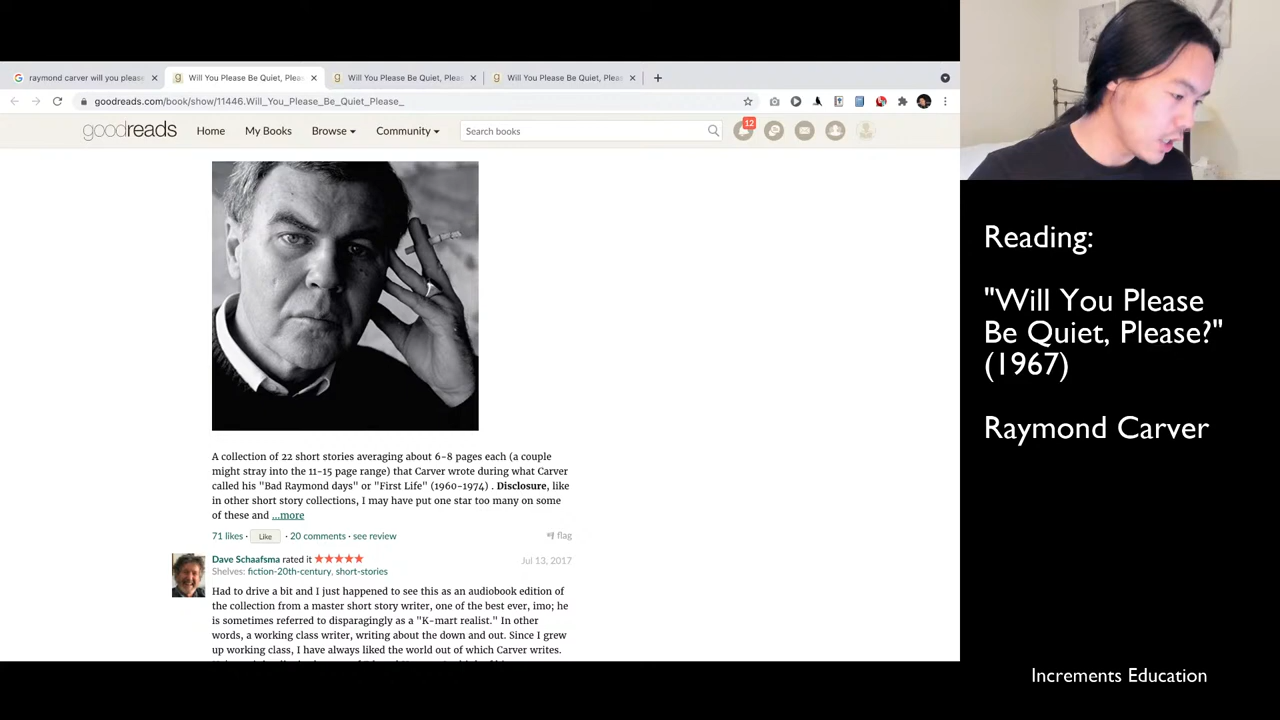 raymond carver will you please
Will You Please Be Quiet, Pleas
Will You Please Be Quiet, Pleas
Will You Please Be Quiet, Pleas
goodreads.com/book/show/11446.Will_You_Please_Be_Quiet_Please_
goodreads
Home
My Books
Browse
Community
Search books
12
A collection of 22 short stories averaging about 6-8 pages each (a couple
might stray into the 11-15 page range) that Carver wrote during what Carver
called his "Bad Raymond days" or "First Life" (1960-1974) . Disclosure, like
in other short story collections, I may have put one star too many on some
of these and ...more
71 likes · Like · 20 comments · see review
flag
Dave Schaafsma rated it
Jul 13, 2017
Shelves: fiction-20th-century, short-stories
Had to drive a bit and I just happened to see this as an audiobook edition of
the collection from a master short story writer, one of the best ever, imo; he
is sometimes referred to disparagingly as a "K-mart realist." In other
words, a working class writer, writing about the down and out. Since I grew
up working class, I have always liked the world out of which Carver writes.
Reading:
"Will You Please
Be Quiet, Please?"
(1967)
Raymond Carver
Increments Education